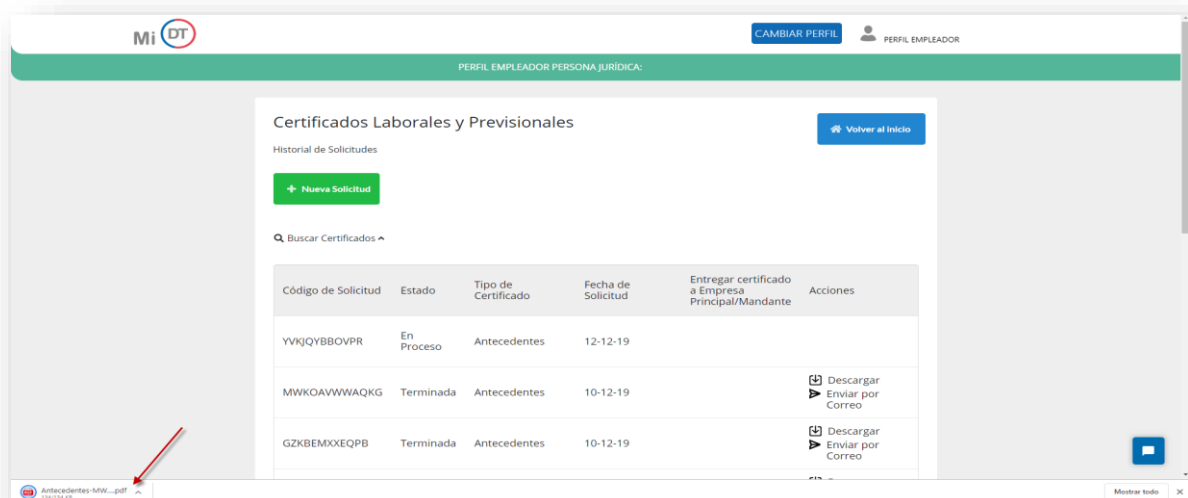 Mi DT
CAMBIAR PERFIL
PERFIL EMPLEADOR
PERFIL EMPLEADOR PERSONA JURÍDICA:
Certificados Laborales y Previsionales
Volver al Inicio
Historial de Solicitudes
+ Nueva Solicitud
Buscar Certificados
Código de Solicitud
Estado
Tipo de
Certificado
Fecha de
Solicitud
Entregar certificado
a Empresa
Principal/Mandante
Acciones
YVKJQYBBOVPR
En
Proceso
Antecedentes
12-12-19
MWKOAVWWAQKG
Terminada
Antecedentes
10-12-19
Descargar
Enviar por
Correo
GZKBEMXXEQPB
Terminada
Antecedentes
10-12-19
Descargar
Enviar por
Correo
Antecedentes-MW....pdf
Mostrar todo